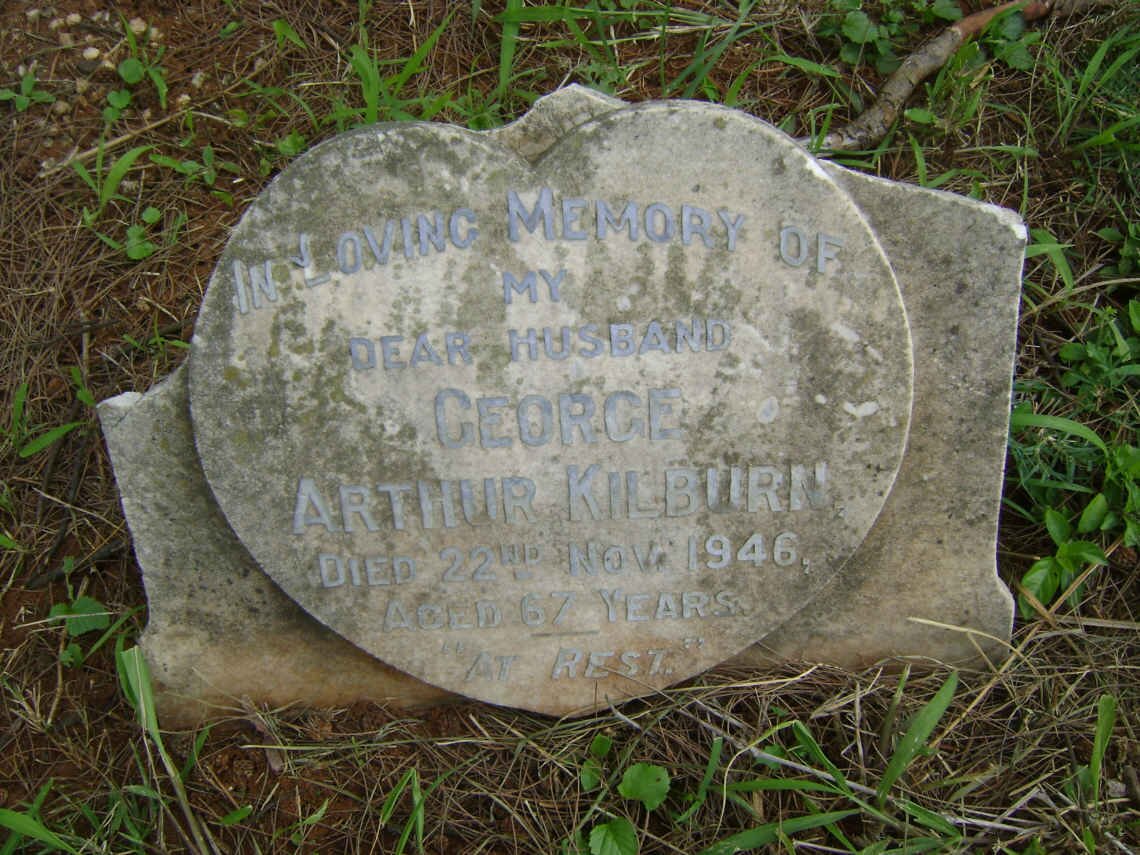 IN LOVING MEMORY OF
MY
DEAR HUSBAND
GEORGE
ARTHUR KILBURN
DIED 22ND NOV. 1946,
AGED 67 YEARS.
"AT REST."